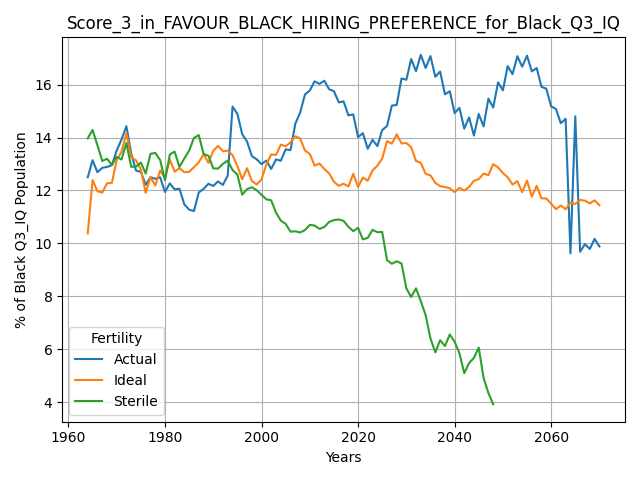 Score_3_in_FAVOUR_BLACK_HIRING_PREFERENCE_for_Black_Q3_IQ
% of Black Q3_IQ Population
16
14
12
10
8
6
4
Fertility
Actual
Ideal
Sterile
1960 1980 2000 2020 2040 2060
Years